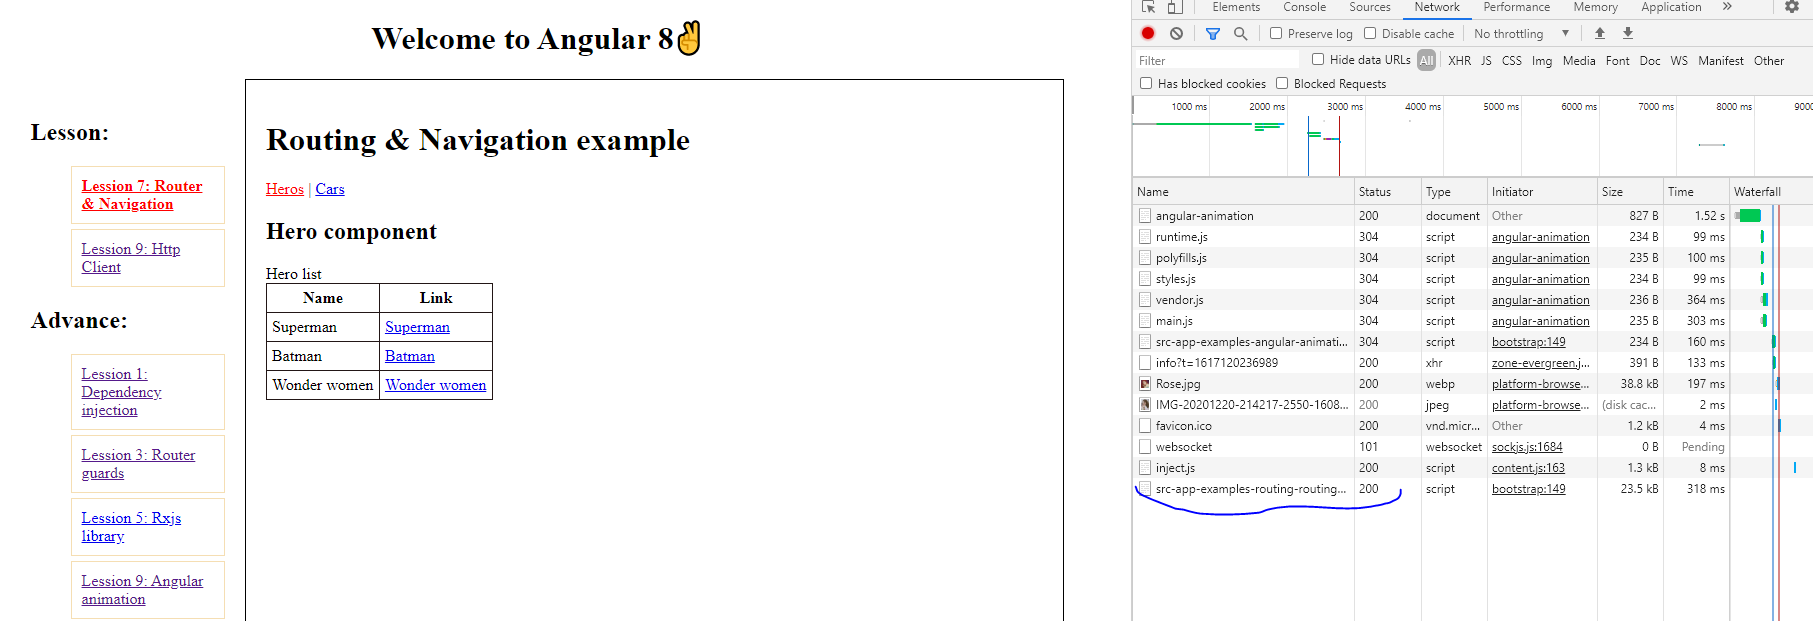 Welcome to Angular 8✌
Lesson:
Lession 7: Router
& Navigation
Lession 9: Http
Client
Advance:
Lession 1:
Dependency
injection
Lession 3: Router
guards
Lession 5: Rxjs
library
Lession 9: Angular
animation
Routing & Navigation example
Heros | Cars
Hero component
Hero list
Name Link
Superman Superman
Batman Batman
Wonder women Wonder women
Elements Console Sources Network Performance Memory Application »
Preserve log Disable cache No throttling ▼
Filter Hide data URLs All XHR JS CSS Img Media Font Doc WS Manifest Other
Has blocked cookies Blocked Requests
1000 ms 2000 ms 3000 ms 4000 ms 5000 ms 6000 ms 7000 ms 8000 ms 9000
Name Status Type Initiator Size Time Waterfall
angular-animation 200 document Other 827 B 1.52 s
runtime.js 304 script angular-animation 234 B 99 ms
polyfills.js 304 script angular-animation 235 B 100 ms
styles.js 304 script angular-animation 234 B 99 ms
vendor.js 304 script angular-animation 236 B 364 ms
main.js 304 script angular-animation 235 B 303 ms
src-app-examples-angular-animati... 304 script bootstrap:149 234 B 160 ms
info?t=1617120236989 200 xhr zone-evergreen.j... 391 B 133 ms
Rose.jpg 200 webp platform-browse... 38.8 kB 197 ms
IMG-20201220-214217-2550-1608... 200 jpeg platform-browse... (disk cac... 2 ms
favicon.ico 200 vnd.micr... Other 1.2 kB 4 ms
websocket 101 websocket sockjs.js:1684 0 B Pending
inject.js 200 script content.js:163 1.3 kB 8 ms
src-app-examples-routing-routing... 200 script bootstrap:149 23.5 kB 318 ms